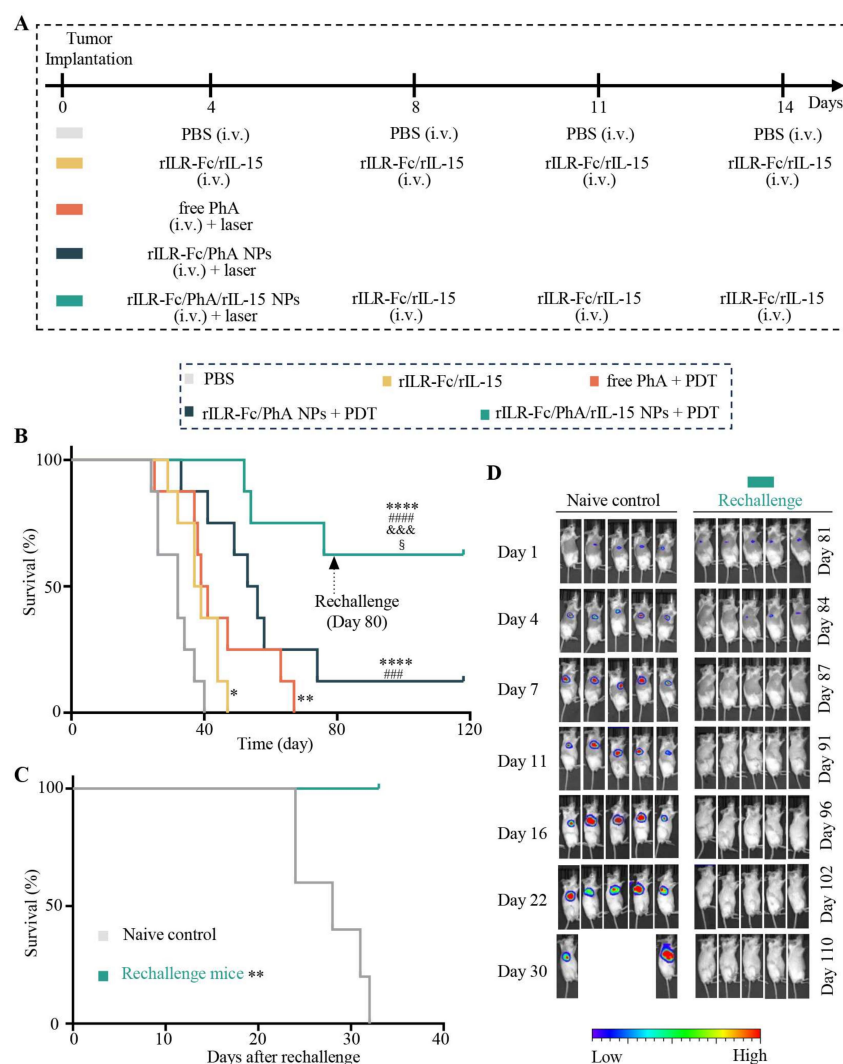 A
Tumor
Implantation
0 4 8 11 14 Days
PBS (i.v.) PBS (i.v.) PBS (i.v.) PBS (i.v.)
rILR-Fc/rIL-15 rILR-Fc/rIL-15 rILR-Fc/rIL-15 rILR-Fc/rIL-15
(i.v.) (i.v.) (i.v.) (i.v.)
free PhA
(i.v.) + laser
rILR-Fc/PhA NPs
(i.v.) + laser
rILR-Fc/PhA/rIL-15 NPs rILR-Fc/rIL-15 rILR-Fc/rIL-15 rILR-Fc/rIL-15
(i.v.) + laser (i.v.) (i.v.) (i.v.)
PBS rILR-Fc/rIL-15 free PhA + PDT
rILR-Fc/PhA NPs + PDT rILR-Fc/PhA/rIL-15 NPs + PDT
B
Survival (%)
100
50
0
0 40 80 120
Time (day)
****
####
&&&
§
Rechallenge
(Day 80)
****
###
*
**
C
Survival (%)
100
50
0
0 10 20 30 40
Days after rechallenge
Naive control
Rechallenge mice **
D
Naive control Rechallenge
Day 1 Day 81
Day 4 Day 84
Day 7 Day 87
Day 11 Day 91
Day 16 Day 96
Day 22 Day 102
Day 30 Day 110
Low High